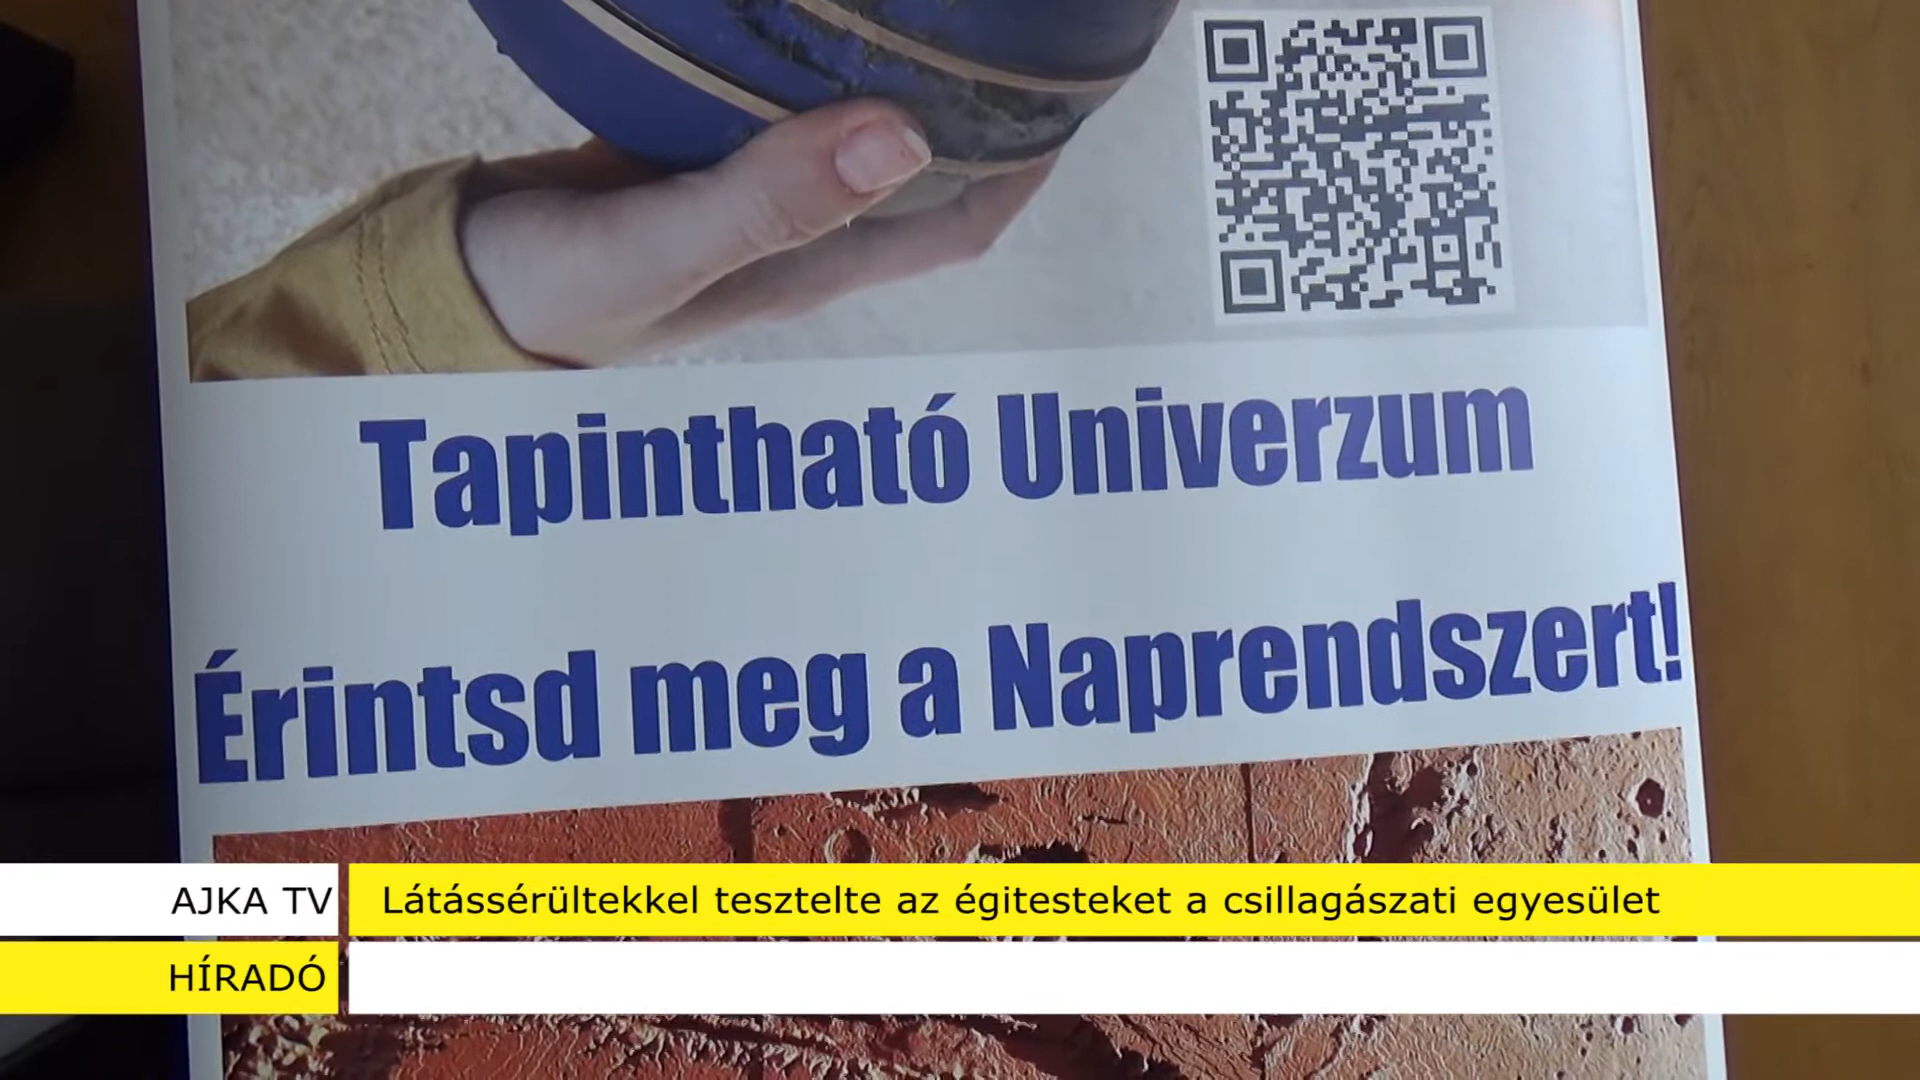 Tapintható Univerzum
Érintsd meg a Naprendszert!
AJKA TV
Látássérültekkel tesztelte az égitesteket a csillagászati egyesület
HÍRADÓ